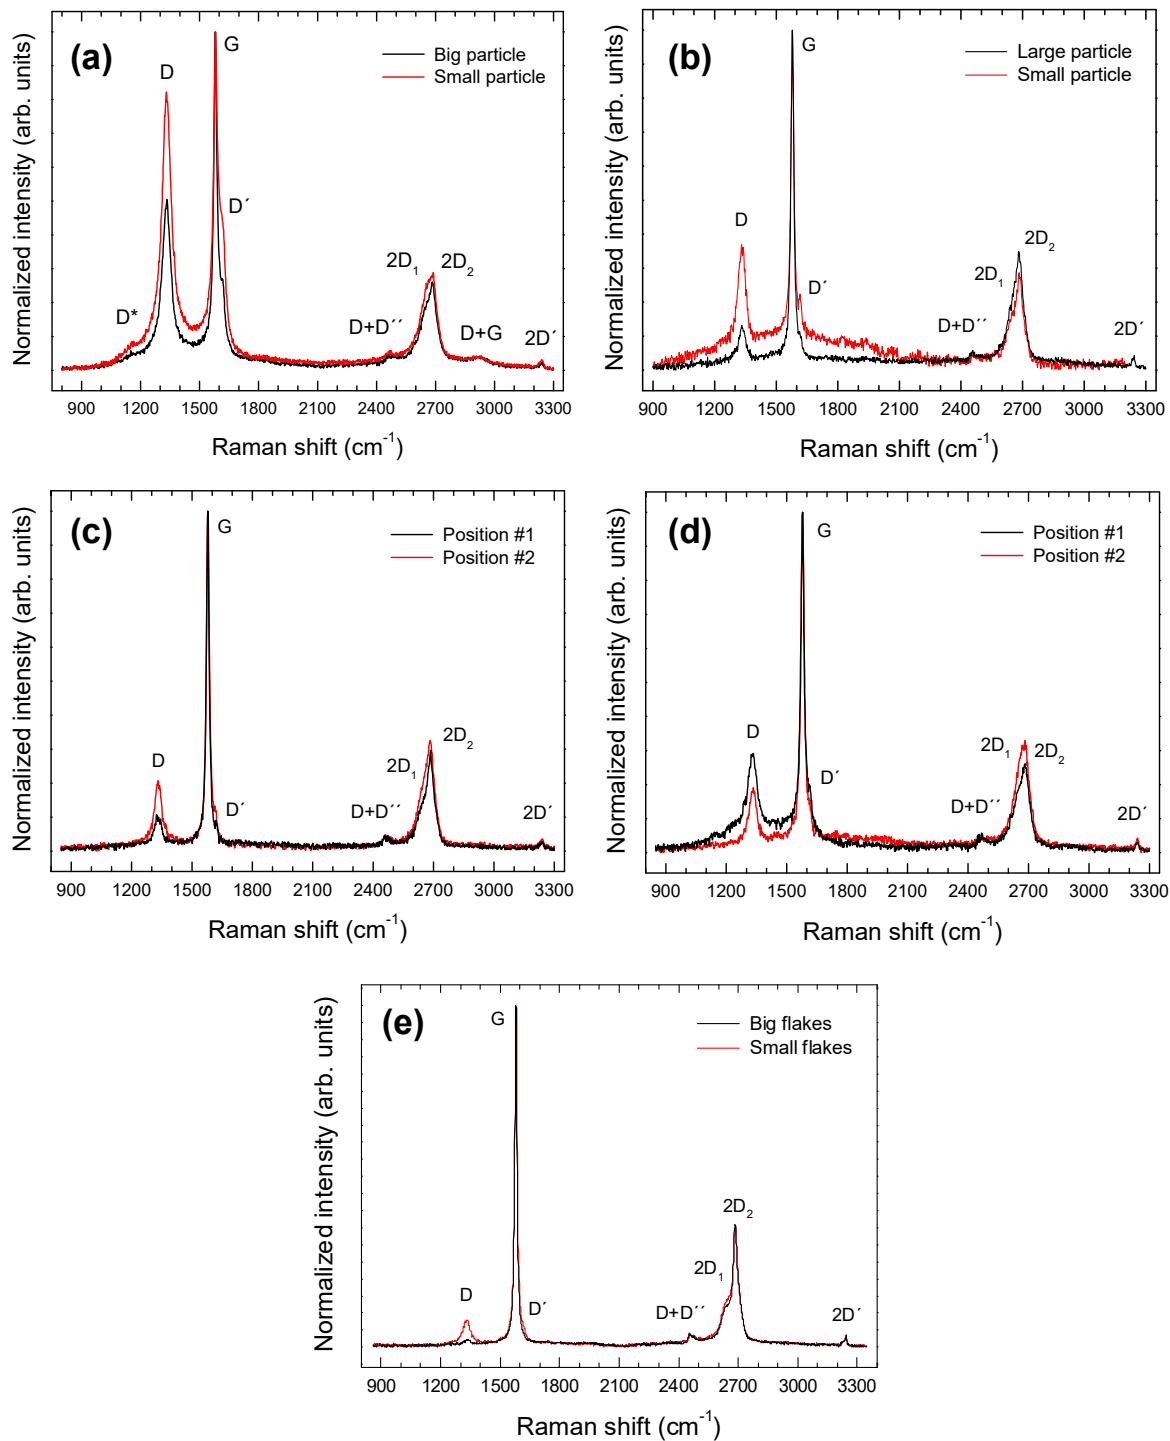 (a)
G
Big particle
Small particle
D
D´
2D1
2D2
D*
D+D´´
D+G
2D´
Normalized intensity (arb. units)
900 1200 1500 1800 2100 2400 2700 3000 3300
Raman shift (cm-1)
(b)
G
Large particle
Small particle
D
2D2
2D1
D´
D+D´´
2D´
Normalized intensity (arb. units)
900 1200 1500 1800 2100 2400 2700 3000 3300
Raman shift (cm-1)
(c)
G
Position #1
Position #2
D
2D2
2D1
D´
D+D´´
2D´
Normalized intensity (arb. units)
900 1200 1500 1800 2100 2400 2700 3000 3300
Raman shift (cm-1)
(d)
G
Position #1
Position #2
D
2D1
2D2
D´
D+D´´
2D´
Normalized intensity (arb. units)
900 1200 1500 1800 2100 2400 2700 3000 3300
Raman shift (cm-1)
(e)
G
Big flakes
Small flakes
2D2
2D1
D
D´
D+D´´
2D´
Normalized intensity (arb. units)
900 1200 1500 1800 2100 2400 2700 3000 3300
Raman shift (cm-1)